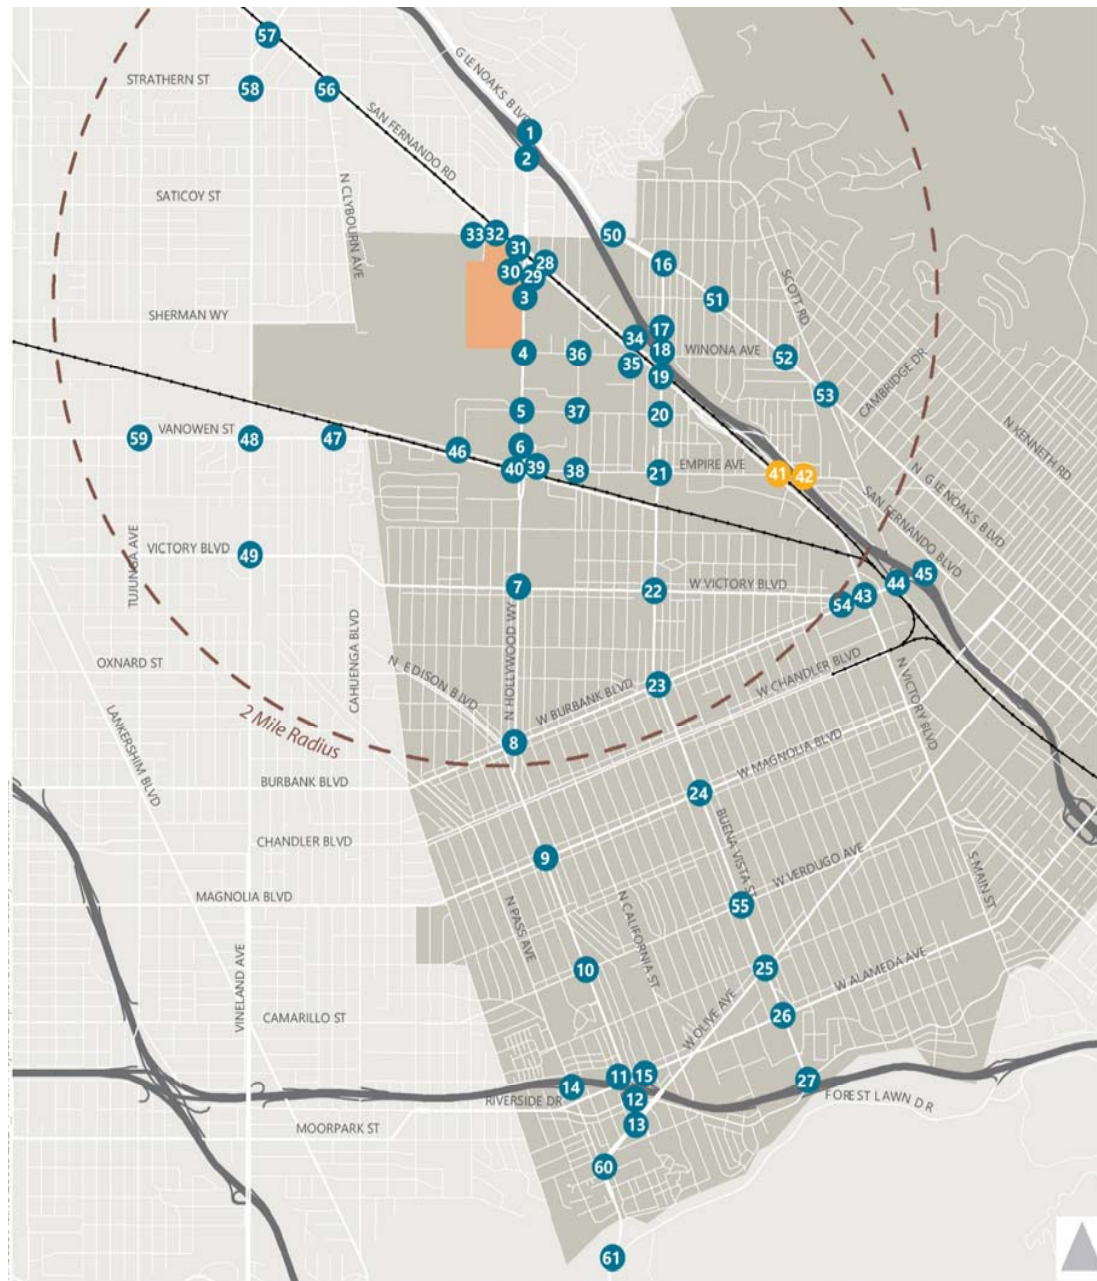 57
STRATHERN ST
58
56
GlENOAKS BLVD
1
2
SAN FERNANDO RD
SATICOY ST
N CLYBOURN AVE
33
32
31
50
28
30
29
16
3
51
SCOTT RD
SHERMAN WY
34
17
4
36
18
WINONA AVE
35
52
19
53
CAMBRIDGE DR
5
37
20
N KENNETH RD
59
VANOWEN ST
48
47
46
6
40
39
38
21
EMPIRE AVE
41
42
N GlENOAKS BLVD
SAN FERNANDO BLVD
TUJUNGA AVE
VICTORY BLVD
49
7
22
W VICTORY BLVD
54
43
44
45
OXNARD ST
CAHUENGA BLVD
N EDISON BLVD
N HOLLYWOOD WY
W BURBANK BLVD
23
W CHANDLER BLVD
N VICTORY BLVD
LANKERSHIM BLVD
2 Mile Radius
8
W MAGNOLIA BLVD
BURBANK BLVD
24
CHANDLER BLVD
9
BUENA VISTA ST
W VERDUGO AVE
S MAIN ST
MAGNOLIA BLVD
N PASS AVE
N CALIFORNIA ST
55
VINELAND AVE
10
25
W ALAMEDA AVE
CAMARILLO ST
W OLIVE AVE
26
14
11
15
27
RIVERSIDE DR
12
FOREST LAWN DR
MOORPARK ST
13
60
61